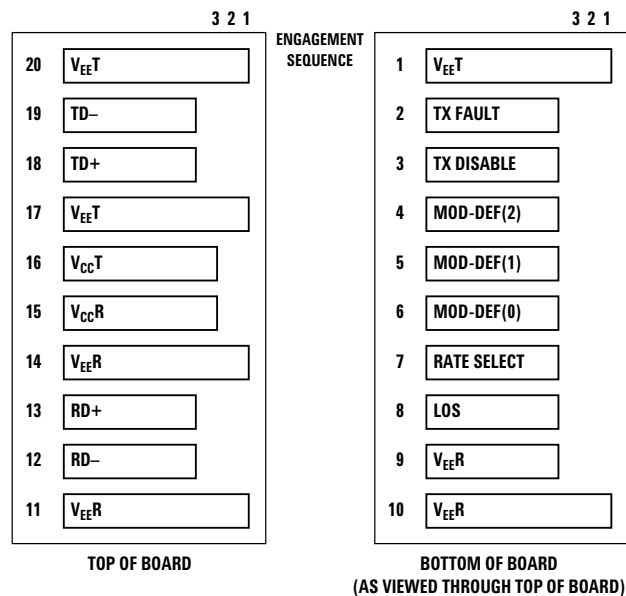 3 2 1
20 VEET
19 TD–
18 TD+
17 VEET
16 VCCT
15 VCCR
14 VEER
13 RD+
12 RD–
11 VEER
TOP OF BOARD
ENGAGEMENT
SEQUENCE
3 2 1
1 VEET
2 TX FAULT
3 TX DISABLE
4 MOD-DEF(2)
5 MOD-DEF(1)
6 MOD-DEF(0)
7 RATE SELECT
8 LOS
9 VEER
10 VEER
BOTTOM OF BOARD
(AS VIEWED THROUGH TOP OF BOARD)